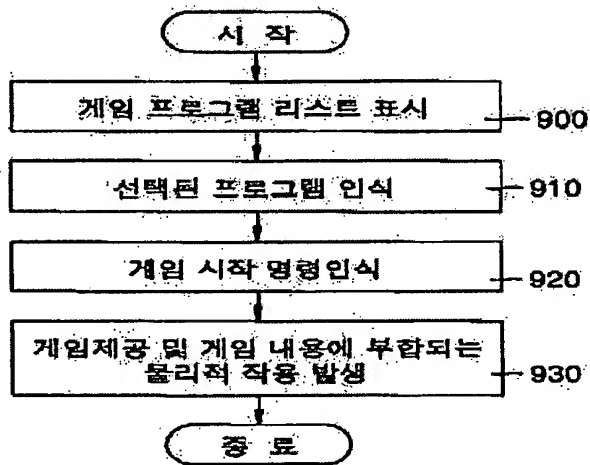 시 작
게임 프로그램 리스트 표시
900
선택된 프로그램 인식
910
게임 시작 명령인식
920
게임제공 및 게임 내용에 부합되는
물리적 작용 발생
930
종 료